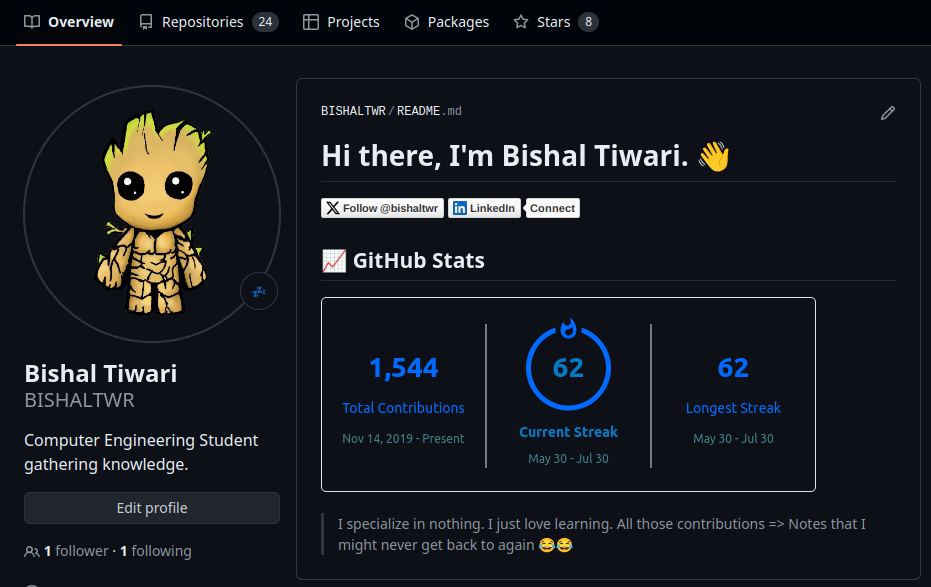 Overview Repositories 24 Projects Packages Stars 8
BISHALTWR/README.md
Hi there, I'm Bishal Tiwari. 👋
Follow @bishaltwr LinkedIn Connect
📈 GitHub Stats
1,544
Total Contributions
Nov 14, 2019 - Present
62
Current Streak
May 30 - Jul 30
62
Longest Streak
May 30 - Jul 30
I specialize in nothing. I just love learning. All those contributions => Notes that I
might never get back to again 😂😂
Bishal Tiwari
BISHALTWR
Computer Engineering Student
gathering knowledge.
Edit profile
1 follower · 1 following